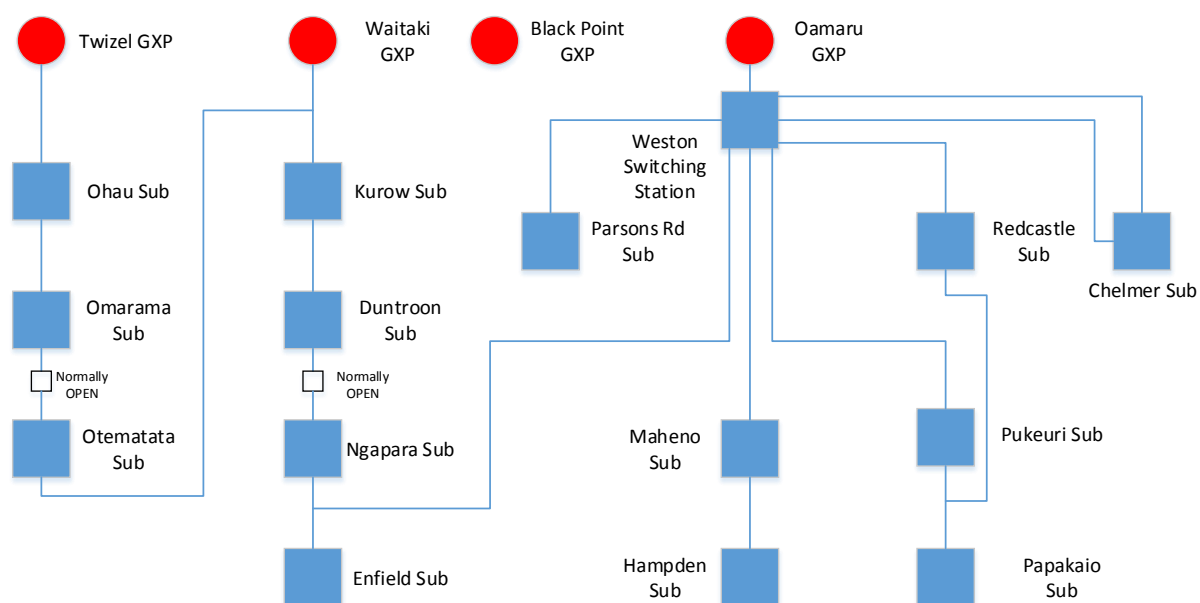 Twizel GXP
Waitaki
GXP
Black Point
GXP
Oamaru
GXP
Weston
Switching
Station
Ohau Sub
Kurow Sub
Parsons Rd
Sub
Redcastle
Sub
Chelmer Sub
Omarama
Sub
Duntroon
Sub
Normally
OPEN
Normally
OPEN
Otematata
Sub
Ngapara Sub
Maheno
Sub
Pukeuri Sub
Enfield Sub
Hampden
Sub
Papakaio
Sub